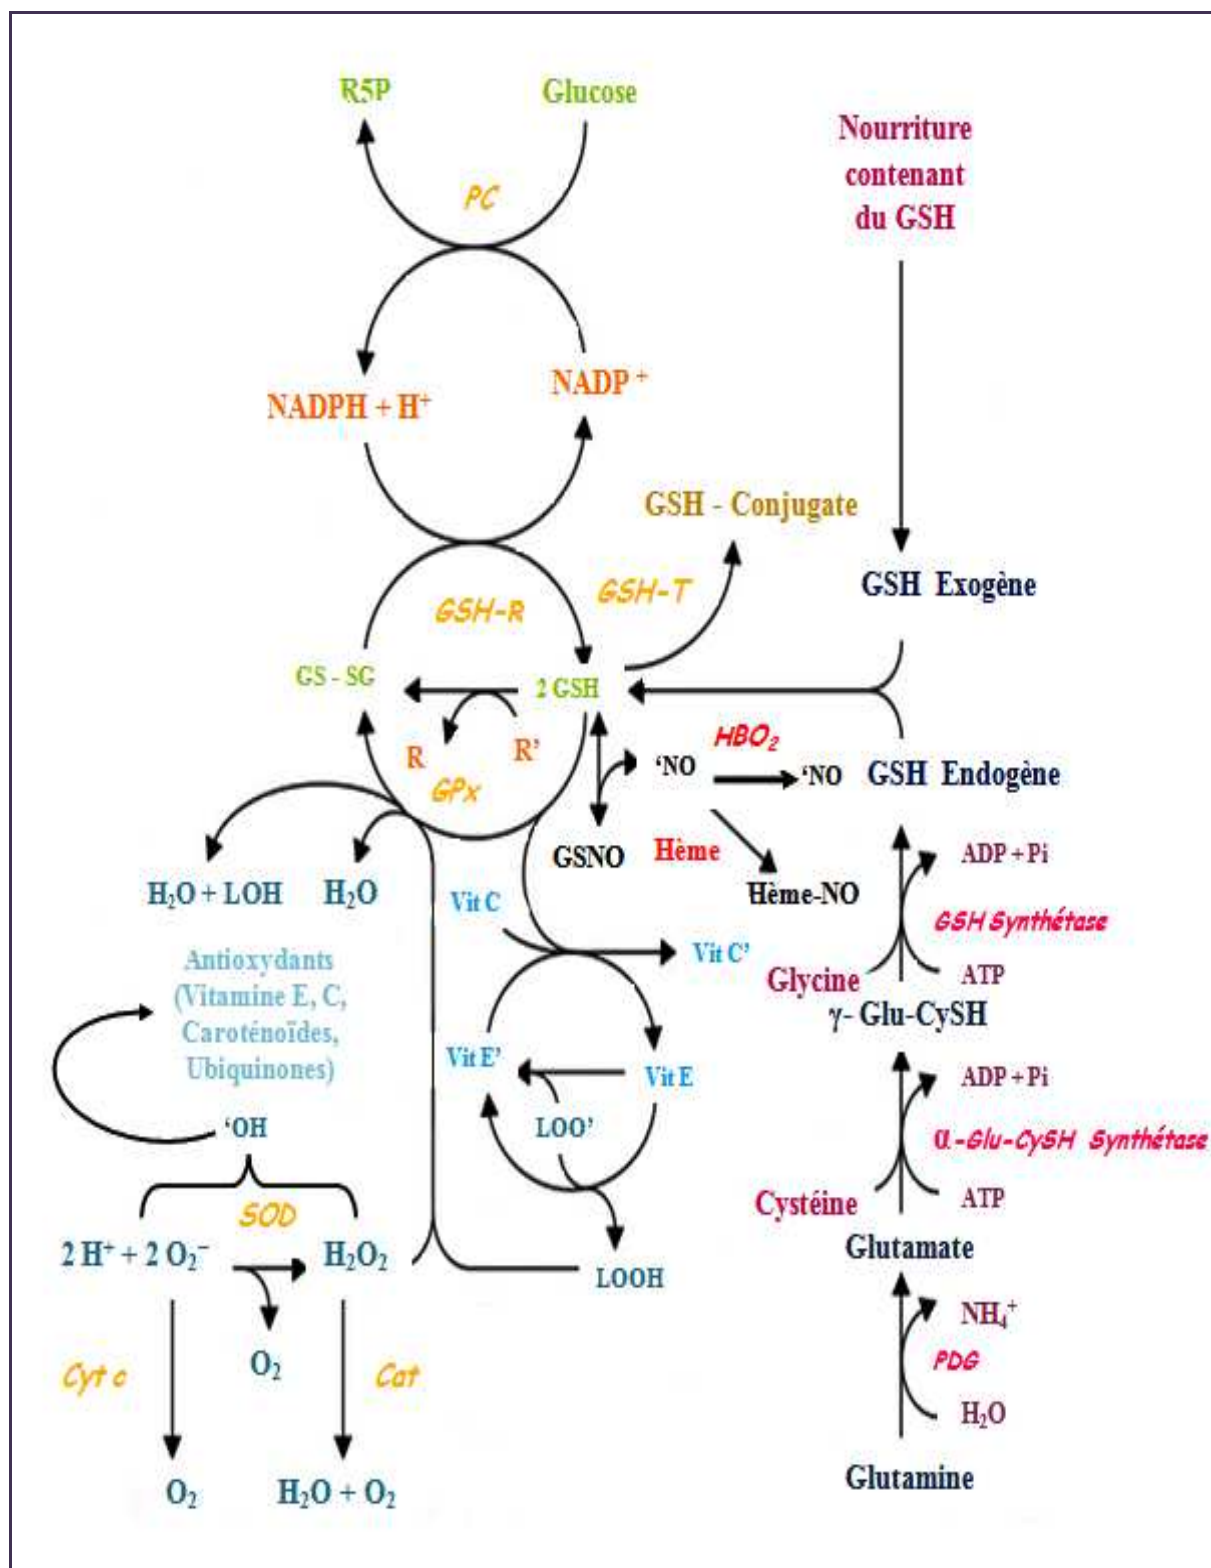 R5P
Glucose
PC
Nourriture
contenant
du GSH
NADPH + H⁺
NADP⁺
GSH - Conjugate
GSH Exogène
GSH-R
GSH-T
GS - SG
2 GSH
R
R’
GPx
‘NO
HBO₂
‘NO
GSH Endogène
GSNO
Hème
Hème-NO
H₂O + LOH
H₂O
Vit C
Vit C’
ADP + Pi
GSH Synthétase
Glycine
ATP
γ- Glu-CySH
Antioxydants
(Vitamine E, C,
Caroténoïdes,
Ubiquinones)
Vit E’
Vit E
LOO’
ADP + Pi
α-Glu-CySH Synthétase
Cystéine
ATP
Glutamate
‘OH
SOD
2 H⁺ + 2 O₂⁻
H₂O₂
LOOH
O₂
Cyt c
Cat
NH₄⁺
PDG
H₂O
Glutamine
O₂
H₂O + O₂